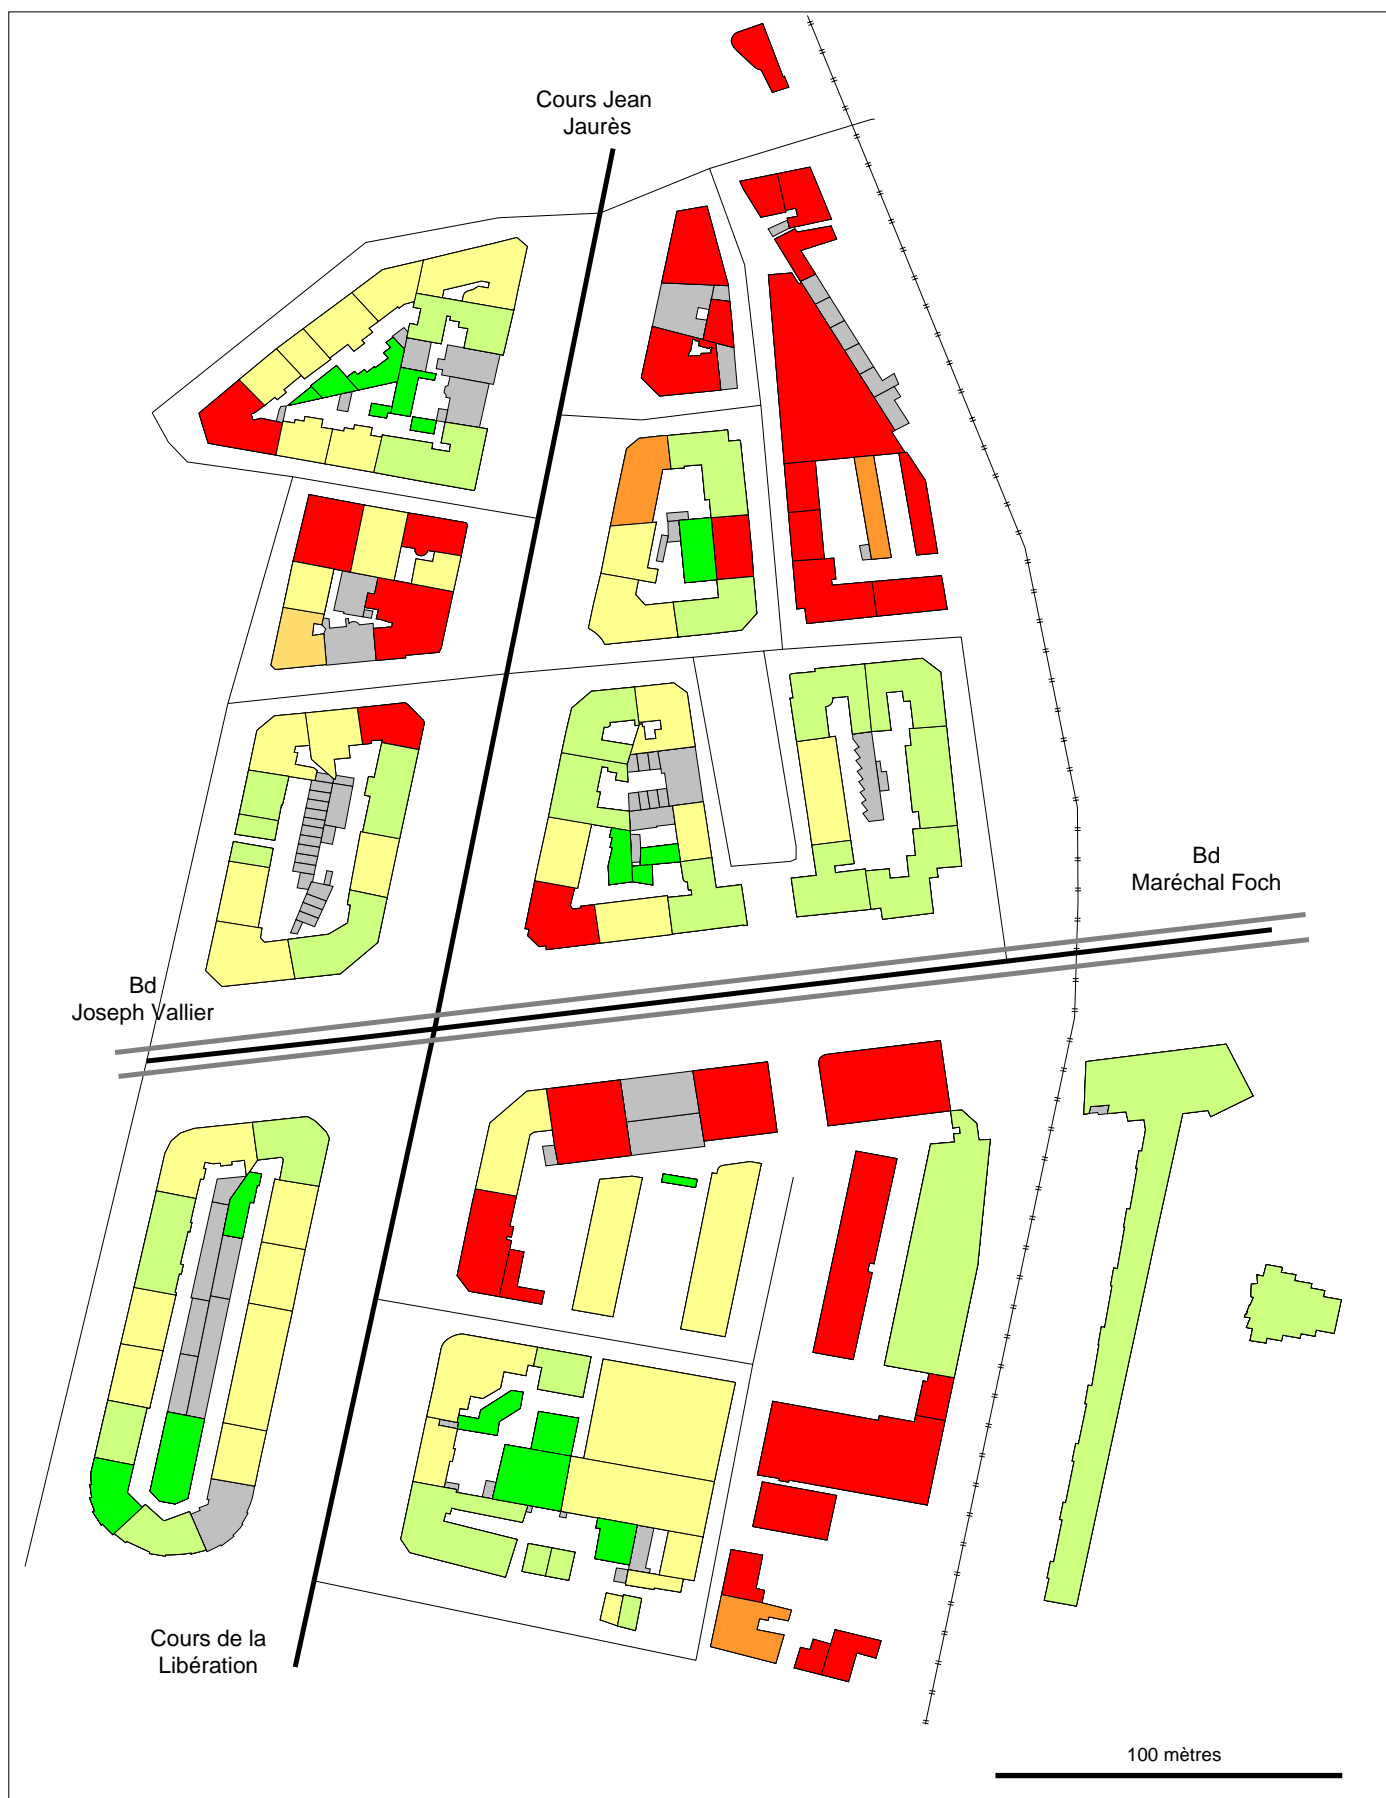 Cours Jean
Jaurès
Bd
Maréchal Foch
Bd
Joseph Vallier
Cours de la
Libération
100 mètres